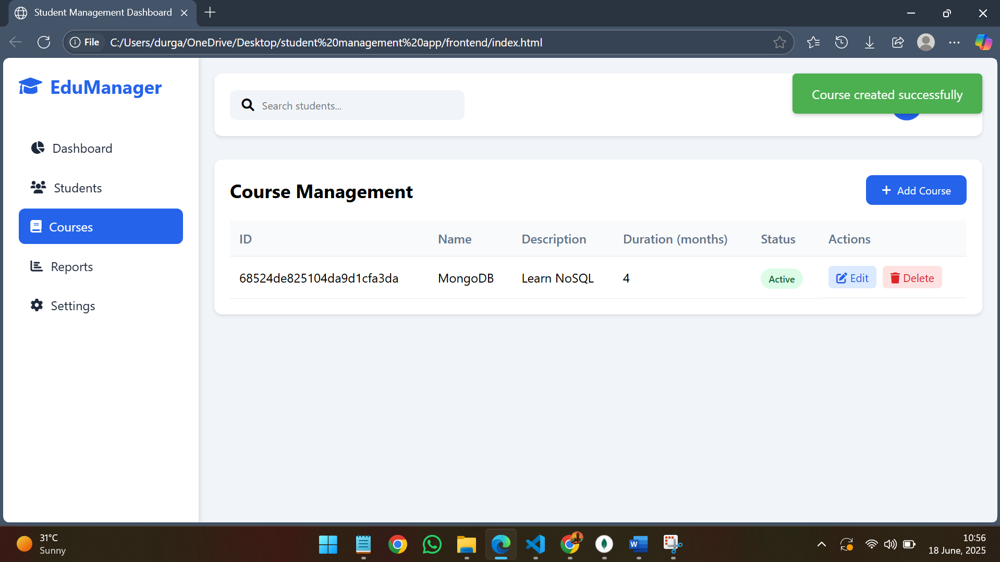 Student Management Dashboard
File C:/Users/durga/OneDrive/Desktop/student%20management%20app/frontend/index.html
EduManager
Search students...
Course created successfully
Dashboard
Students
Courses
Reports
Settings
Course Management
Add Course
ID Name Description Duration (months) Status Actions
68524de825104da9d1cfa3da MongoDB Learn NoSQL 4 Active Edit Delete
31°C
Sunny
W
10:56
18 June, 2025